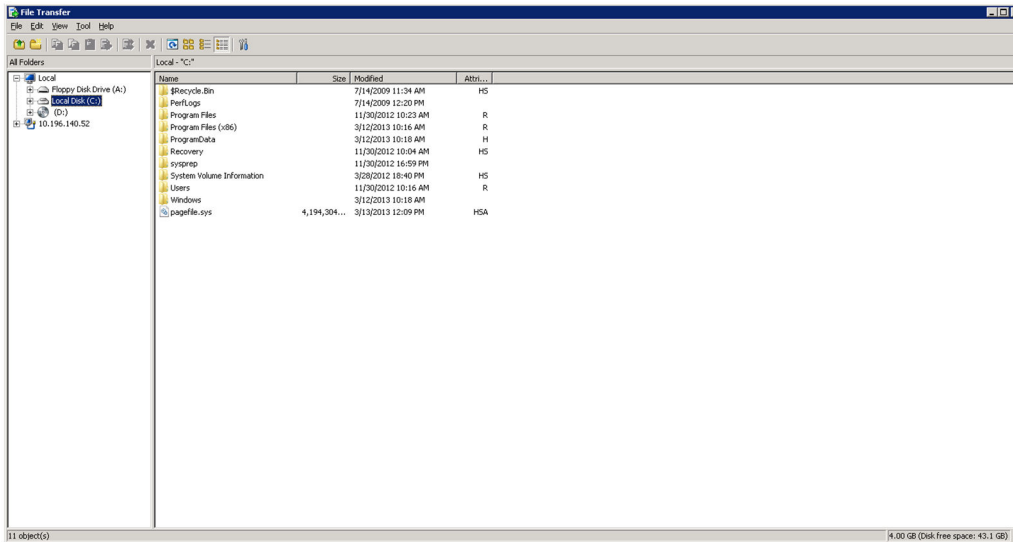 File Transfer
File Edit View Tool Help
All Folders
Local - "C:"
Local
Floppy Disk Drive (A:)
Local Disk (C:)
(D:)
10.196.140.52
Name Size Modified Attri...
$Recycle.Bin 7/14/2009 11:34 AM HS
PerfLogs 7/14/2009 12:20 PM
Program Files 11/30/2012 10:23 AM R
Program Files (x86) 3/12/2013 10:16 AM R
ProgramData 3/12/2013 10:18 AM H
Recovery 11/30/2012 10:04 AM HS
sysprep 11/30/2012 16:59 PM
System Volume Information 3/28/2012 18:40 PM HS
Users 11/30/2012 10:16 AM R
Windows 3/12/2013 10:18 AM
pagefile.sys 4,194,304... 3/13/2013 12:09 PM HSA
11 object(s)
4.00 GB (Disk free space: 43.1 GB)